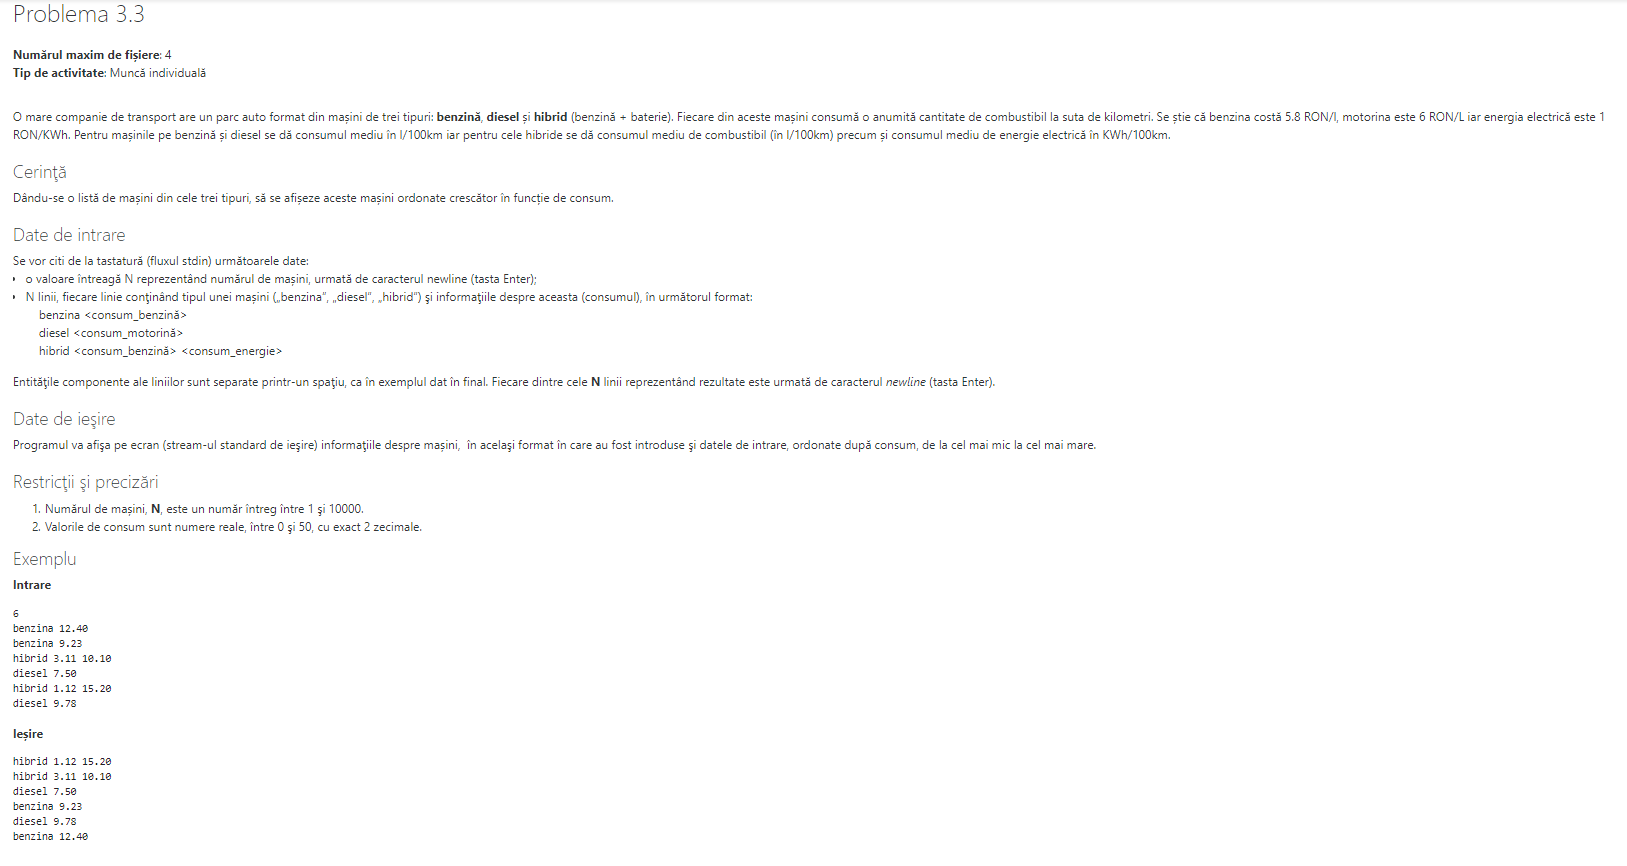 Problema 3.3
Numărul maxim de fișiere: 4
Tip de activitate: Muncă individuală
O mare companie de transport are un parc auto format din mașini de trei tipuri: benzină, diesel și hibrid (benzină + baterie). Fiecare din aceste mașini consumă o anumită cantitate de combustibil la suta de kilometri. Se știe că benzina costă 5.8 RON/l, motorina este 6 RON/L iar energia electrică este 1
RON/KWh. Pentru mașinile pe benzină și diesel se dă consumul mediu în l/100km iar pentru cele hibride se dă consumul mediu de combustibil (în l/100km) precum și consumul mediu de energie electrică în KWh/100km.
Cerinţă
Dându-se o listă de mașini din cele trei tipuri, să se afișeze aceste mașini ordonate crescător în funcție de consum.
Date de intrare
Se vor citi de la tastatură (fluxul stdin) următoarele date:
• o valoare întreagă N reprezentând numărul de mașini, urmată de caracterul newline (tasta Enter);
• N linii, fiecare linie conţinând tipul unei mașini („benzina”, „diesel”, „hibrid”) şi informaţiile despre aceasta (consumul), în următorul format:
benzina <consum_benzină>
diesel <consum_motorină>
hibrid <consum_benzină> <consum_energie>
Entităţile componente ale liniilor sunt separate printr-un spaţiu, ca în exemplul dat în final. Fiecare dintre cele N linii reprezentând rezultate este urmată de caracterul newline (tasta Enter).
Date de ieşire
Programul va afişa pe ecran (stream-ul standard de ieşire) informaţiile despre mașini,  în acelaşi format în care au fost introduse şi datele de intrare, ordonate după consum, de la cel mai mic la cel mai mare.
Restricţii şi precizări
1. Numărul de mașini, N, este un număr întreg între 1 şi 10000.
2. Valorile de consum sunt numere reale, între 0 şi 50, cu exact 2 zecimale.
Exemplu
Intrare
6
benzina 12.40
benzina 9.23
hibrid 3.11 10.10
diesel 7.50
hibrid 1.12 15.20
diesel 9.78
Ieșire
hibrid 1.12 15.20
hibrid 3.11 10.10
diesel 7.50
benzina 9.23
diesel 9.78
benzina 12.40